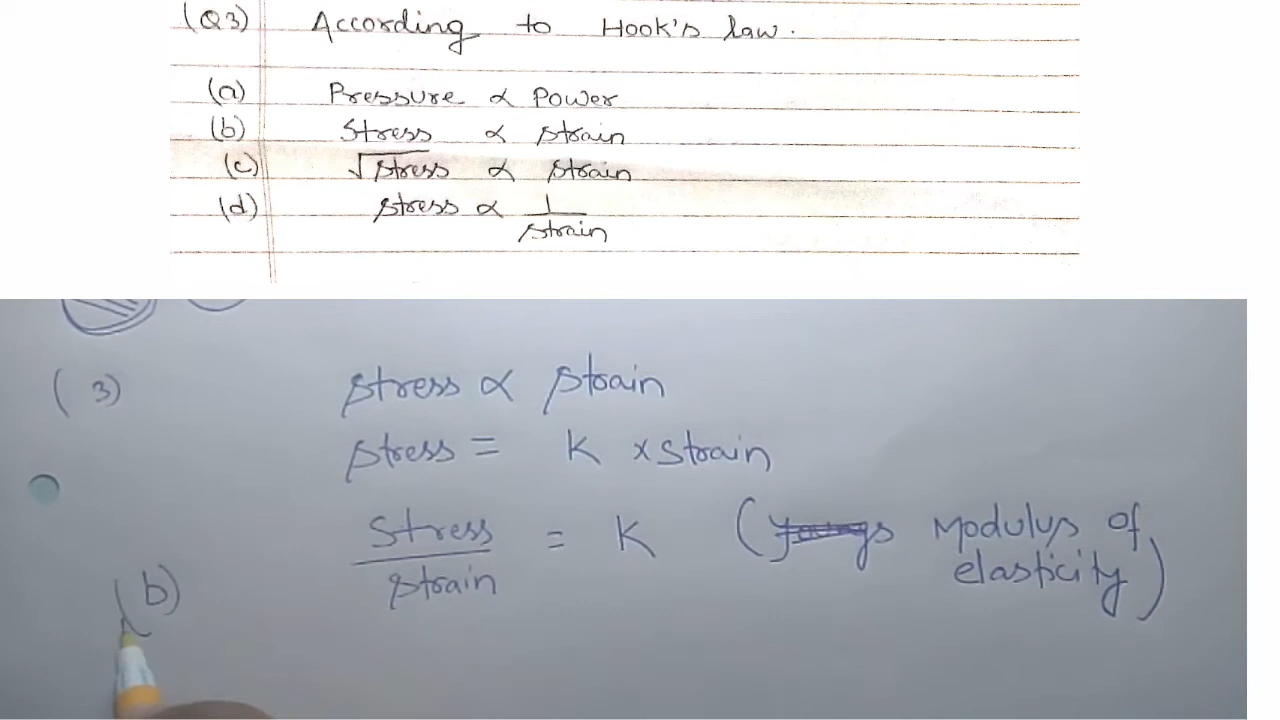 (Q3) According to Hook's law.
(a) Pressure ∝ Power
(b) Stress ∝ strain
(c) √stress ∝ strain
(d) stress ∝ 1/strain
(3) stress ∝ strain
stress = K × strain
stress/strain = K (Modulus of
elasticity)
(b)